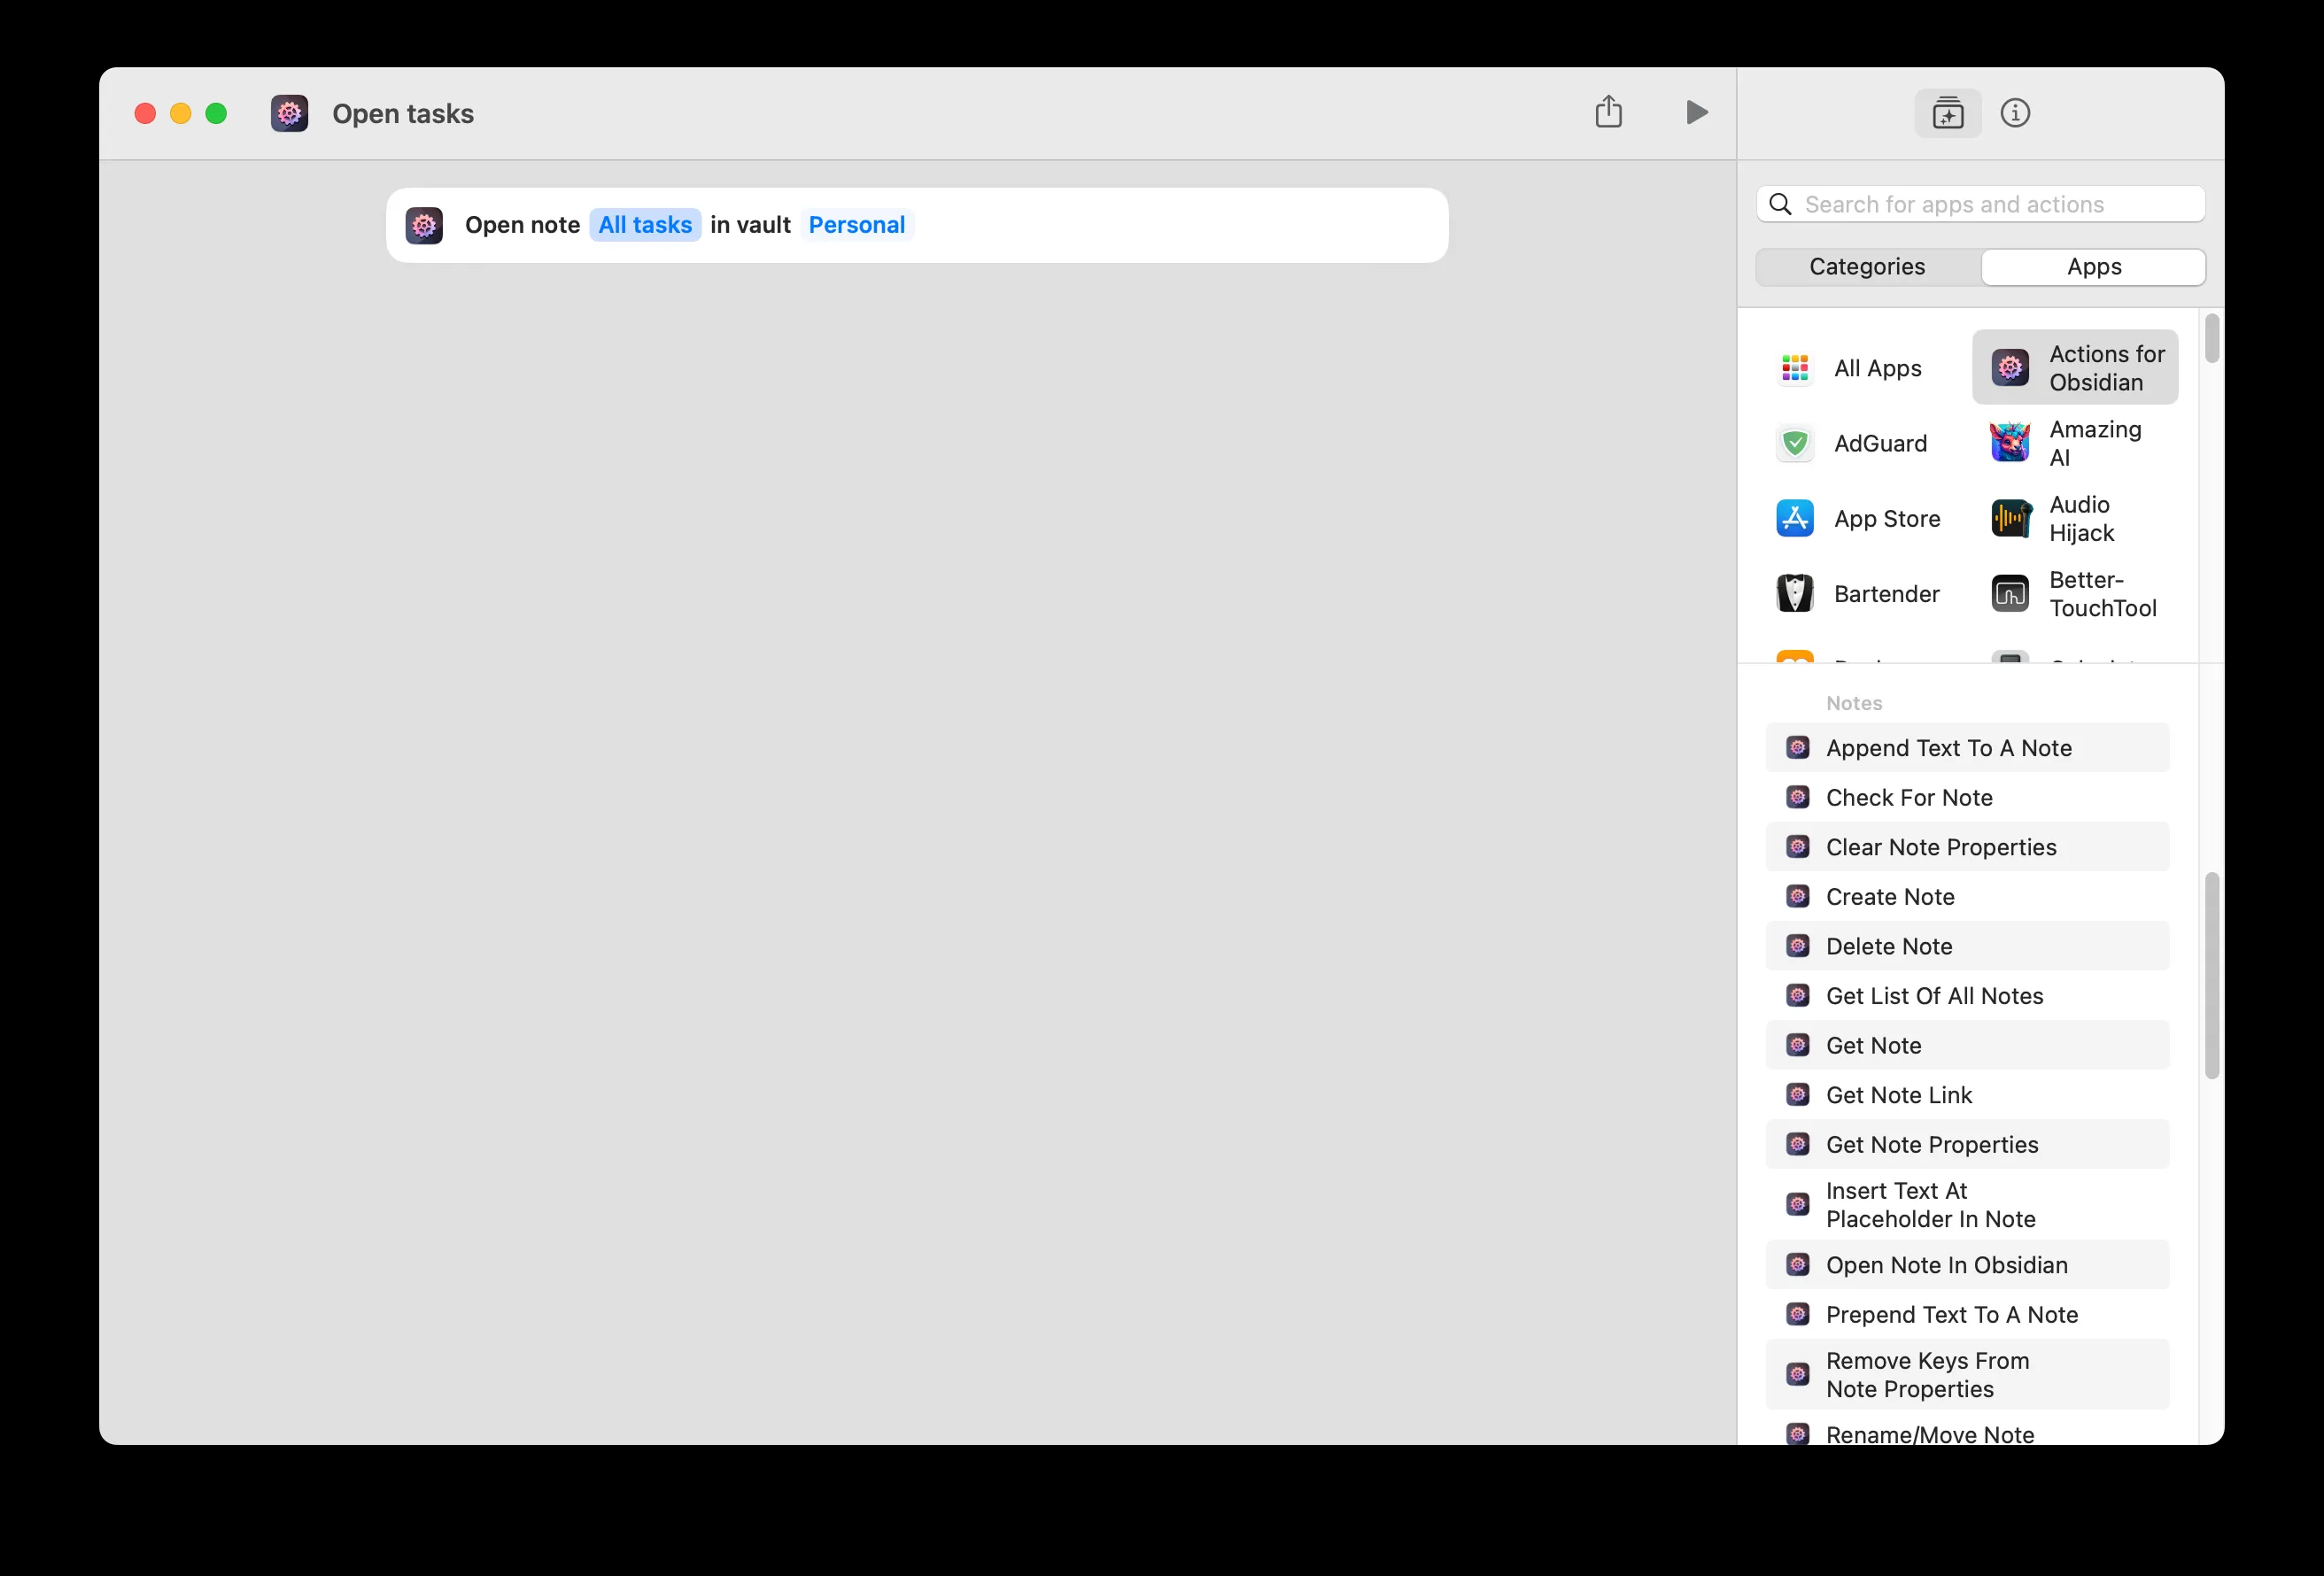 Open tasks
Open note All tasks in vault Personal
Search for apps and actions
Categories
Apps
All Apps
Actions for
Obsidian
AdGuard
Amazing
AI
App Store
Audio
Hijack
Bartender
Better-
TouchTool
Notes
Append Text To A Note
Check For Note
Clear Note Properties
Create Note
Delete Note
Get List Of All Notes
Get Note
Get Note Link
Get Note Properties
Insert Text At
Placeholder In Note
Open Note In Obsidian
Prepend Text To A Note
Remove Keys From
Note Properties
Rename/Move Note